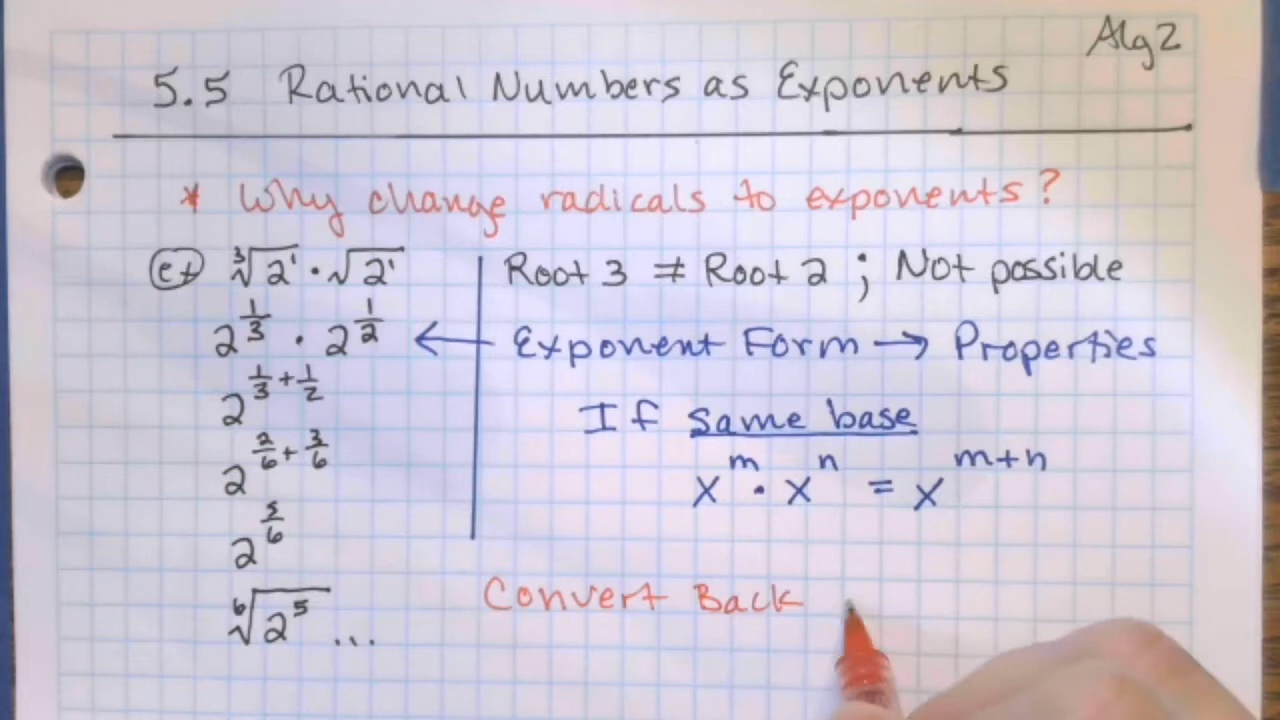 Alg 2
5.5 Rational Numbers as Exponents
* Why change radicals to exponents?
ex ∛2¹ · √2¹ Root 3 ≠ Root 2 ; Not possible
2^(1/3) · 2^(1/2) ← Exponent Form → Properties
2^(1/3 + 1/2)
If same base
2^(2/6 + 3/6)
x^m · x^n = x^(m+n)
2^(5/6)
Convert Back
⁶√2⁵ ...